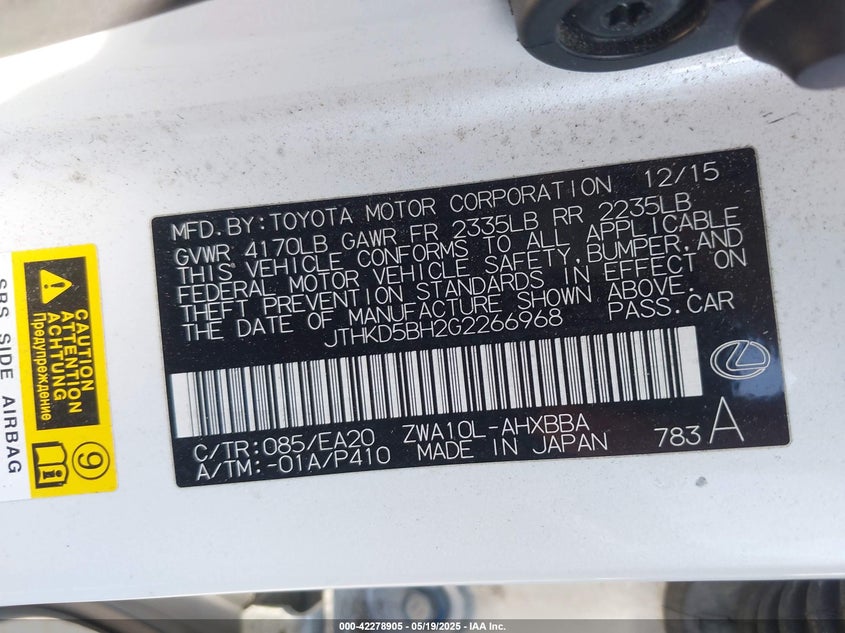 MFD.BY:TOYOTA MOTOR CORPORATION 12/15
GVWR 4170LB GAWR FR 2335LB RR 2235LB
THIS VEHICLE CONFORMS TO ALL APPLICABLE
FEDERAL MOTOR VEHICLE SAFETY,BUMPER,AND
THEFT PREVENTION STANDARDS IN EFFECT ON
THE DATE OF MANUFACTURE SHOWN ABOVE.
JTHKD5BH2G2266968 PASS.CAR
C/TR:085/EA20 ZWA10L-AHXBBA
A/TM:-01A/P410 MADE IN JAPAN 783 A
CAUTION
ATTENTION
ACHTUNG
Предупреждение
9
SRS SIDE AIRBAG
000-42278905 - 05/19/2025 - IAA Inc.